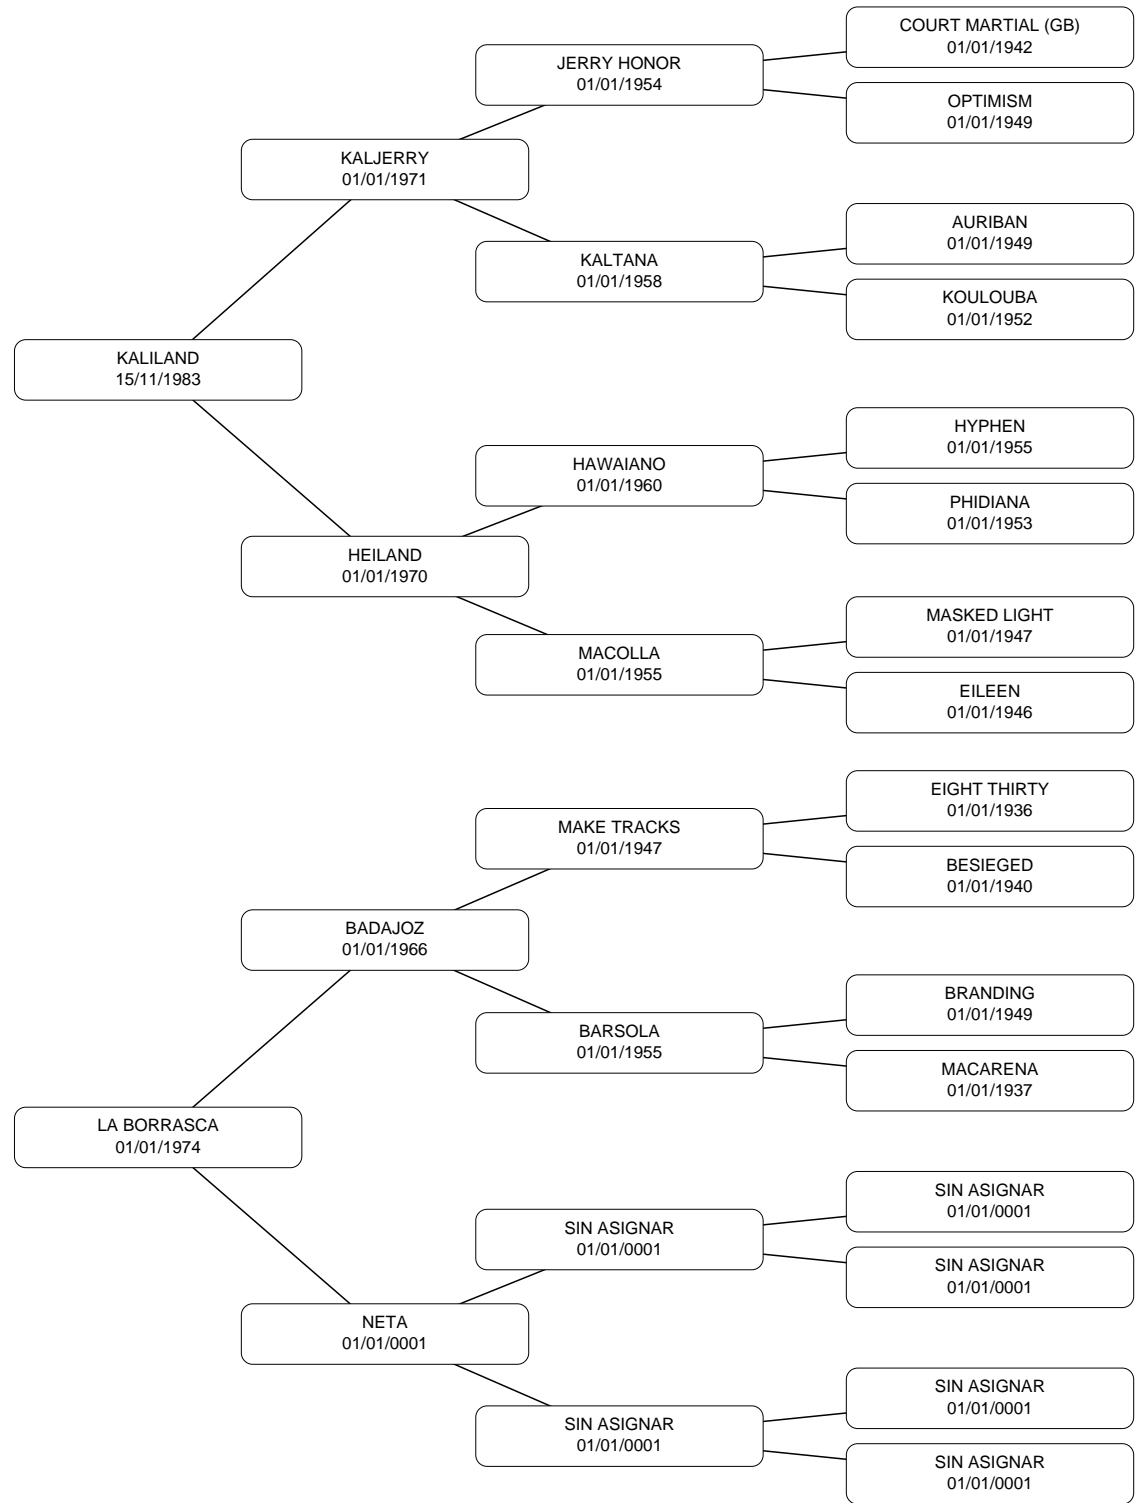 COURT MARTIAL (GB)
01/01/1942
JERRY HONOR
01/01/1954
OPTIMISM
01/01/1949
KALJERRY
01/01/1971
AURIBAN
01/01/1949
KALTANA
01/01/1958
KOULOUBA
01/01/1952
KALILAND
15/11/1983
HYPHEN
01/01/1955
HAWAIANO
01/01/1960
PHIDIANA
01/01/1953
HEILAND
01/01/1970
MASKED LIGHT
01/01/1947
MACOLLA
01/01/1955
EILEEN
01/01/1946
EIGHT THIRTY
01/01/1936
MAKE TRACKS
01/01/1947
BESIEGED
01/01/1940
BADAJOZ
01/01/1966
BRANDING
01/01/1949
BARSOLA
01/01/1955
MACARENA
01/01/1937
LA BORRASCA
01/01/1974
SIN ASIGNAR
01/01/0001
SIN ASIGNAR
01/01/0001
SIN ASIGNAR
01/01/0001
NETA
01/01/0001
SIN ASIGNAR
01/01/0001
SIN ASIGNAR
01/01/0001
SIN ASIGNAR
01/01/0001